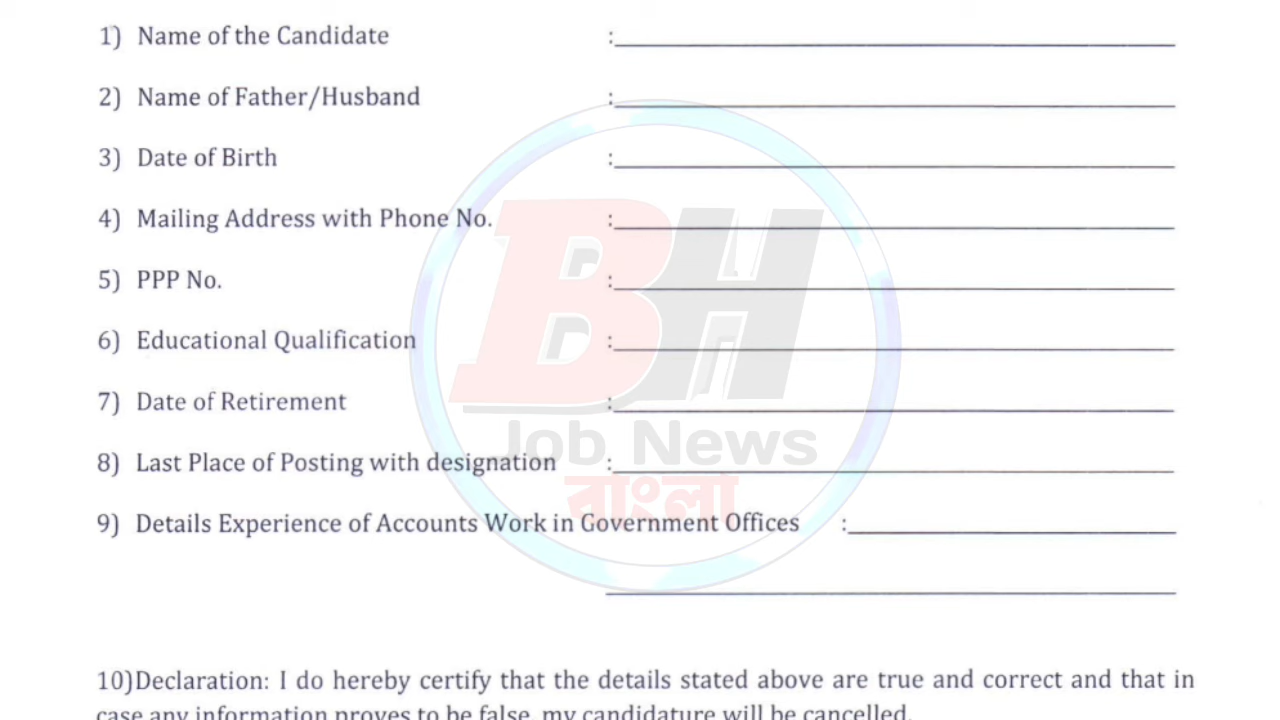 1) Name of the Candidate :
2) Name of Father/Husband :
3) Date of Birth :
4) Mailing Address with Phone No. :
5) PPP No. :
6) Educational Qualification :
7) Date of Retirement :
8) Last Place of Posting with designation :
9) Details Experience of Accounts Work in Government Offices :
BH
Job News
বাংলা
10)Declaration: I do hereby certify that the details stated above are true and correct and that in
case any information proves to be false, my candidature will be cancelled.